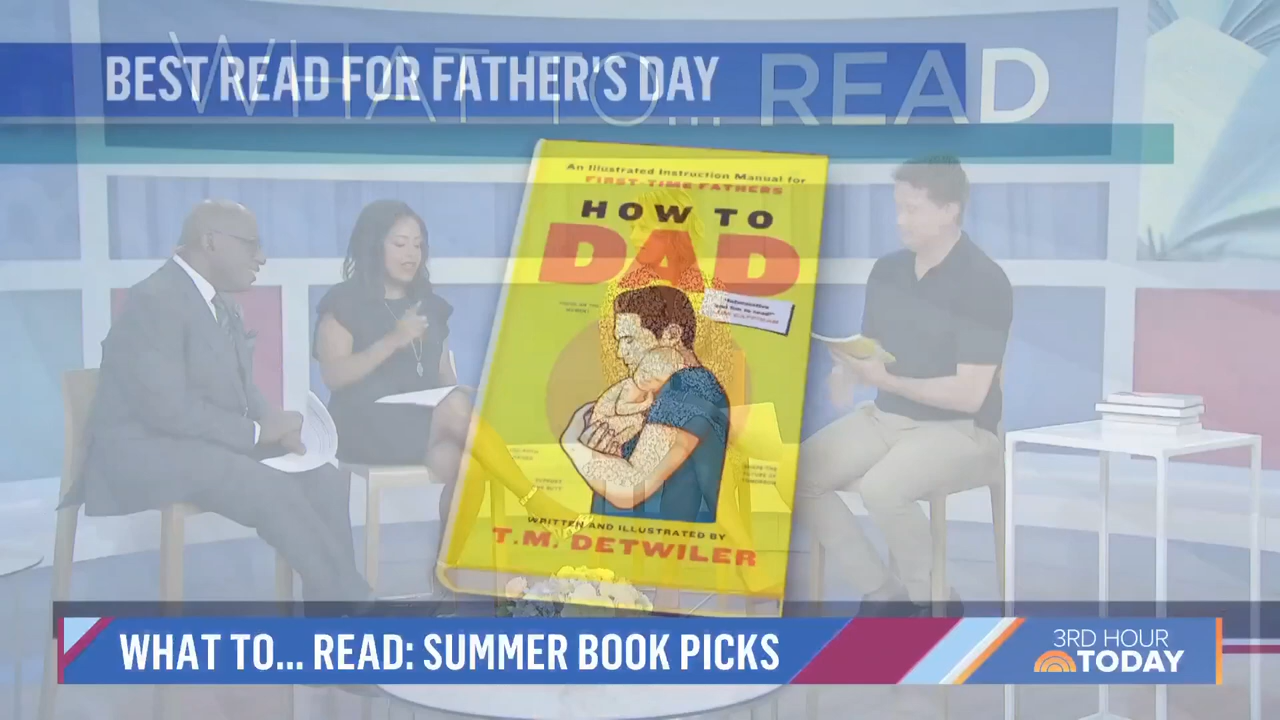 WHAT TO... READ
BEST READ FOR FATHER'S DAY
An Illustrated Instruction Manual for
FIRST-TIME FATHERS
HOW TO
DAD
WRITTEN AND ILLUSTRATED BY
T.M. DETWILER
WHAT TO... READ: SUMMER BOOK PICKS
3RD HOUR
TODAY